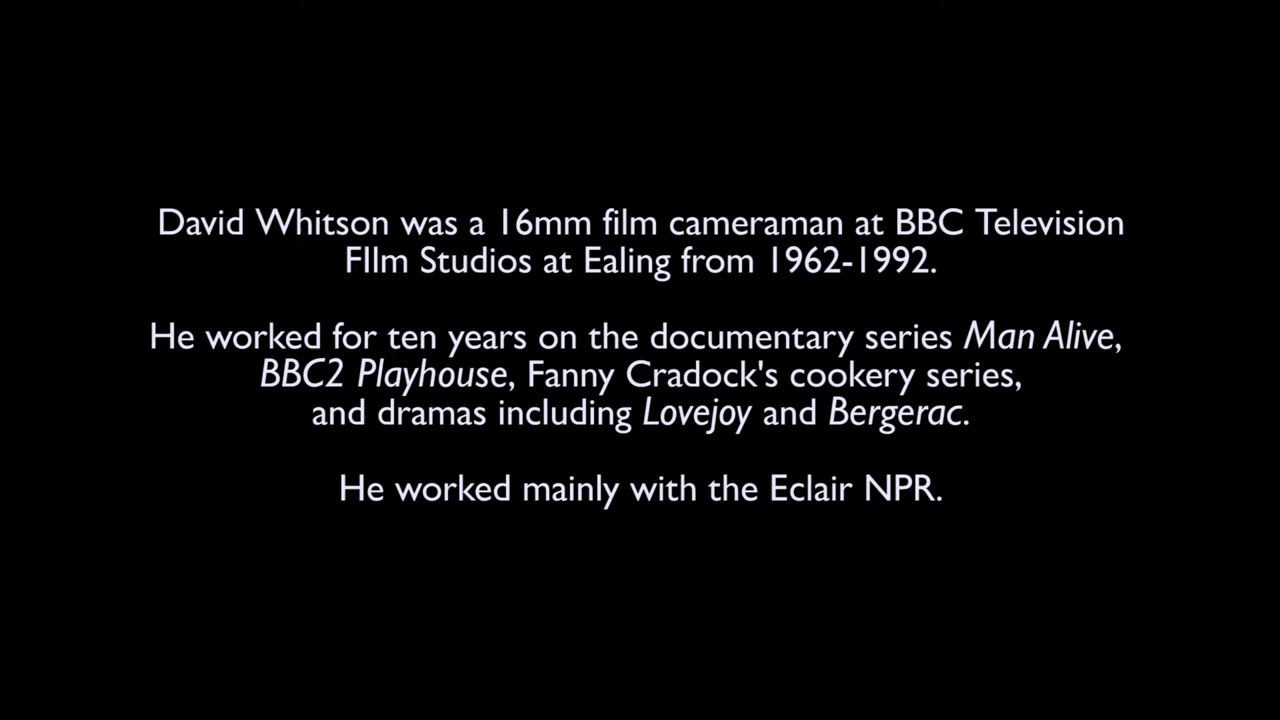 David Whitson was a 16mm film cameraman at BBC Television
FIlm Studios at Ealing from 1962-1992.
He worked for ten years on the documentary series Man Alive,
BBC2 Playhouse, Fanny Cradock's cookery series,
and dramas including Lovejoy and Bergerac.
He worked mainly with the Eclair NPR.